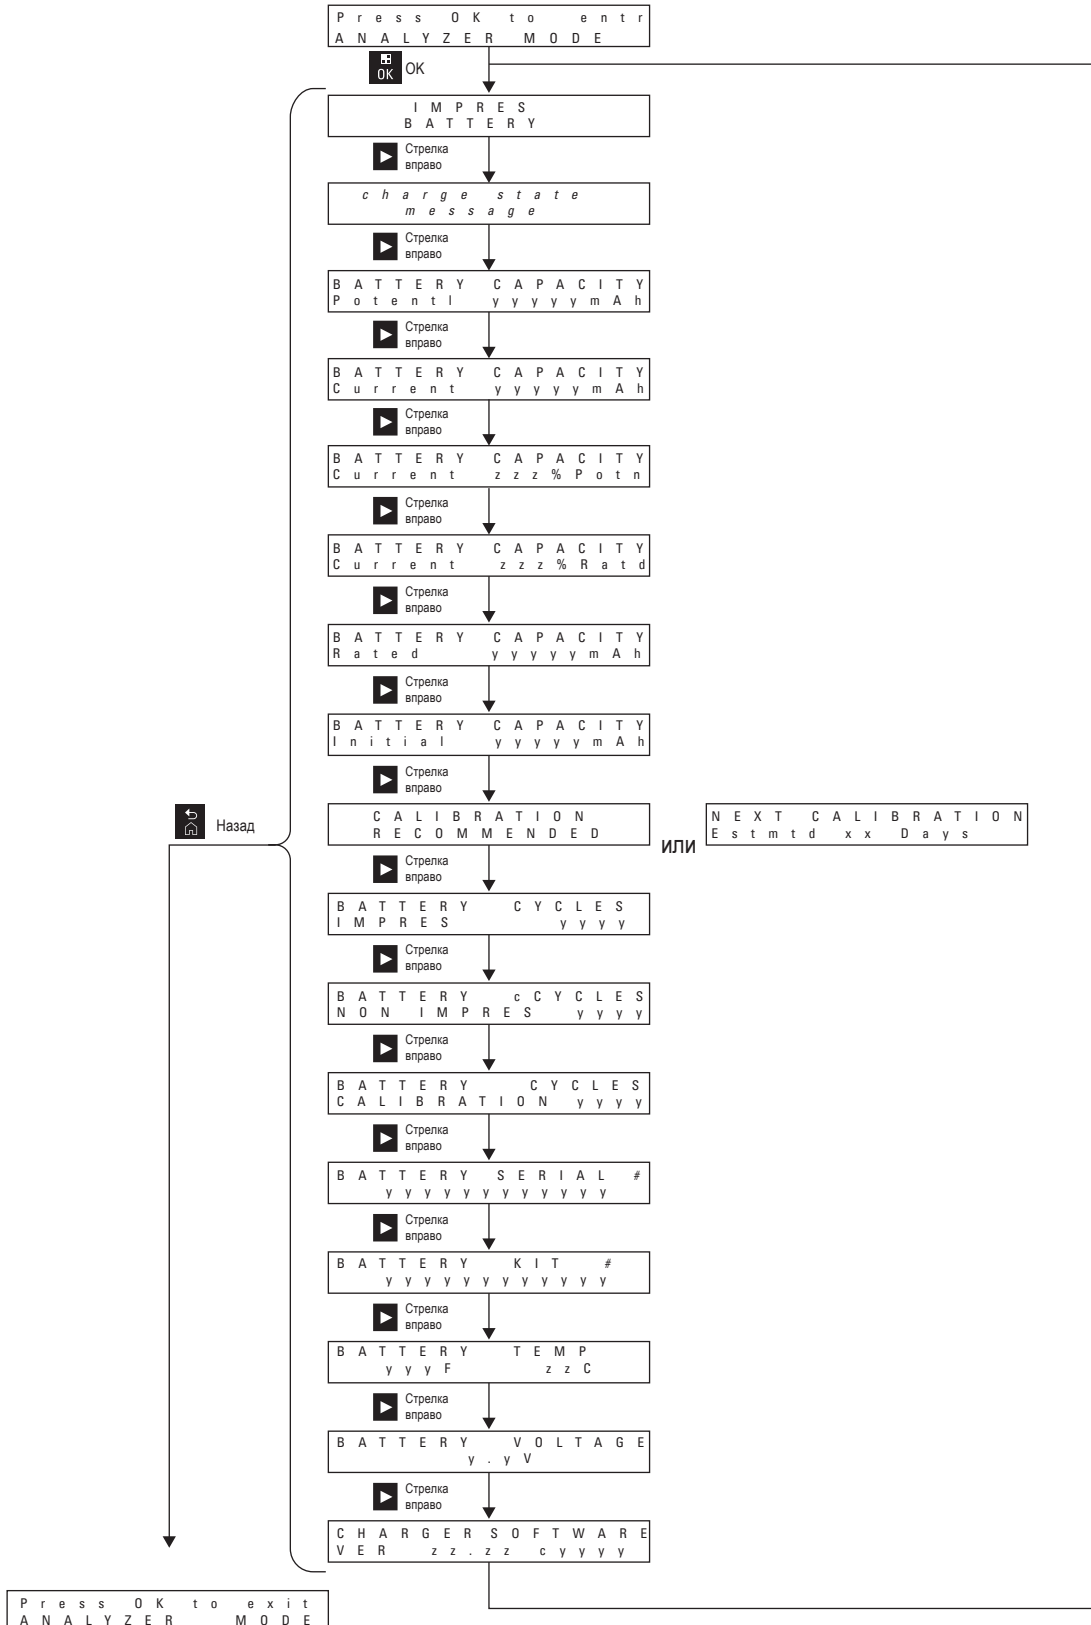 Press OK to entr
ANALYZER MODE
OK OK
IMPRES
BATTERY
Стрелка
вправо
charge state
message
Стрелка
вправо
BATTERY CAPACITY
Potentl yyyyymAh
Стрелка
вправо
BATTERY CAPACITY
Current yyyyymAh
Стрелка
вправо
BATTERY CAPACITY
Current zzz%Potn
Стрелка
вправо
BATTERY CAPACITY
Current zzz%Ratd
Стрелка
вправо
BATTERY CAPACITY
Rated yyyyymAh
Стрелка
вправо
BATTERY CAPACITY
Initial yyyyymAh
Стрелка
вправо
Назад
CALIBRATION
RECOMMENDED
или
NEXT CALIBRATION
Estmtd xx Days
Стрелка
вправо
BATTERY CYCLES
IMPRES yyyy
Стрелка
вправо
BATTERY cCYCLES
NON IMPRES yyyy
Стрелка
вправо
BATTERY CYCLES
CALIBRATION yyyy
Стрелка
вправо
BATTERY SERIAL #
yyyyyyyyyyyy
Стрелка
вправо
BATTERY KIT #
yyyyyyyyyyyy
Стрелка
вправо
BATTERY TEMP
yyyF zzC
Стрелка
вправо
BATTERY VOLTAGE
y.yV
Стрелка
вправо
CHARGERSOFTWARE
VER zz.zz cyyyy
Press OK to exit
ANALYZER MODE